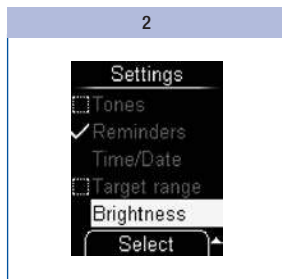 2
Settings
Tones
Reminders
Time/Date
Target range
Brightness
Select